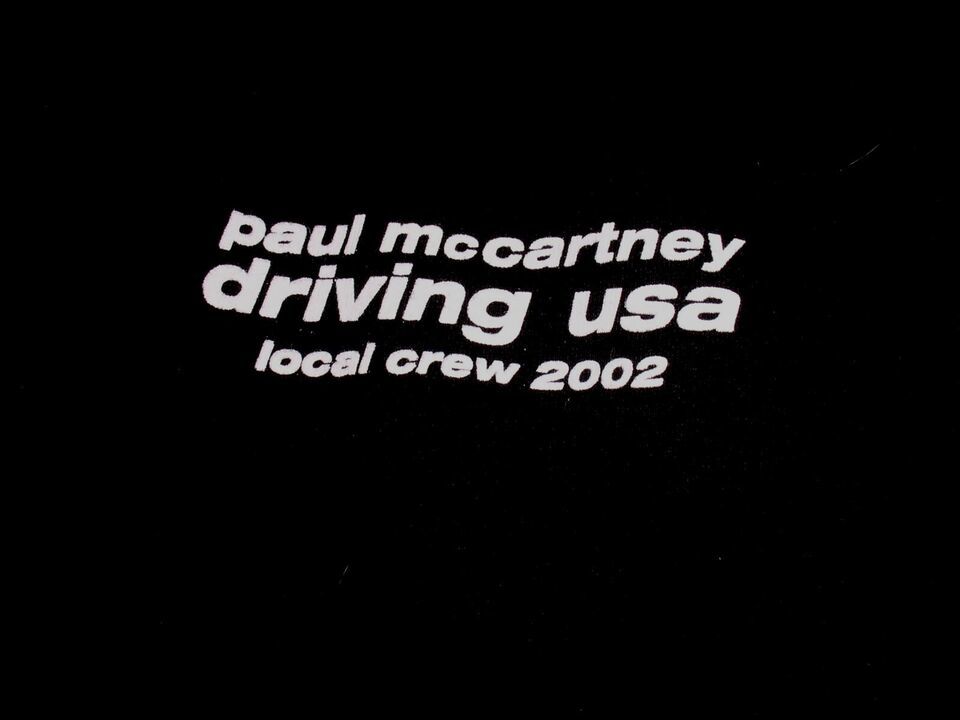 paul mccartney
driving usa
local crew 2002